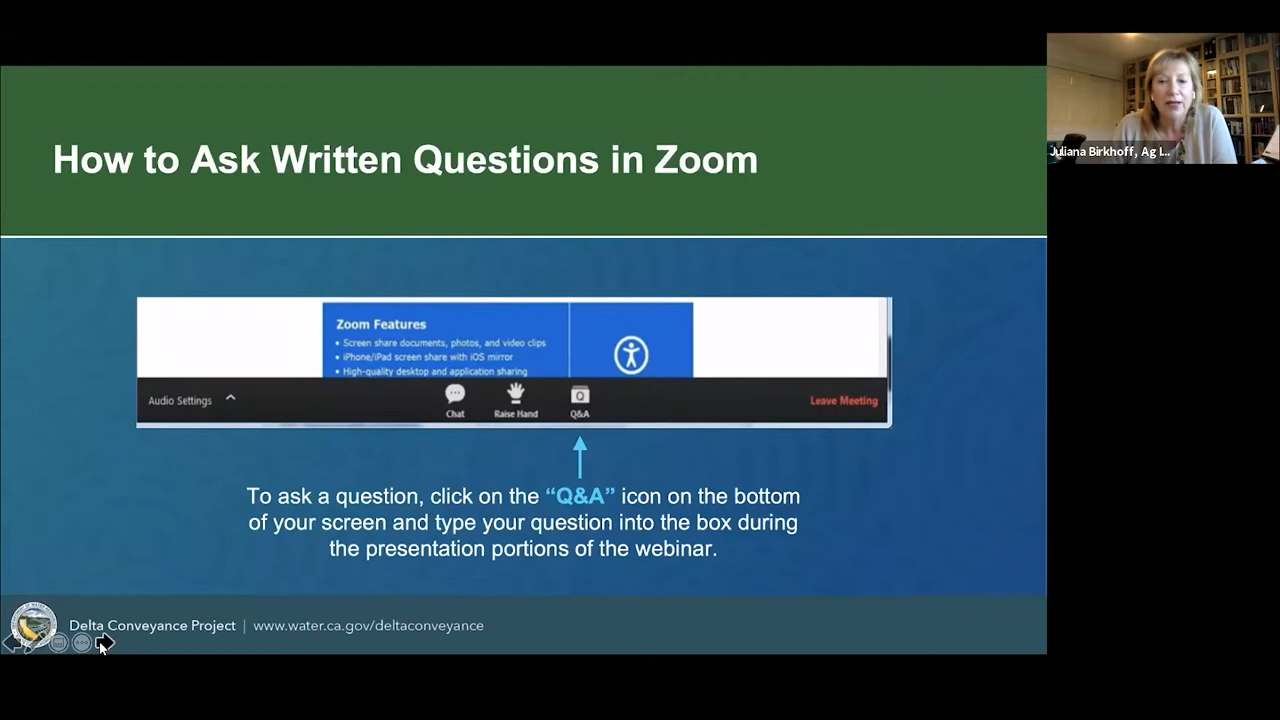 How to Ask Written Questions in Zoom
Juliana Birkhoff, Ag I...
Zoom Features
• Screen share documents, photos, and video clips
• iPhone/iPad screen share with iOS mirror
• High-quality desktop and application sharing
Audio Settings
Chat
Raise Hand
Q&A
Leave Meeting
To ask a question, click on the “Q&A” icon on the bottom
of your screen and type your question into the box during
the presentation portions of the webinar.
Delta Conveyance Project | www.water.ca.gov/deltaconveyance